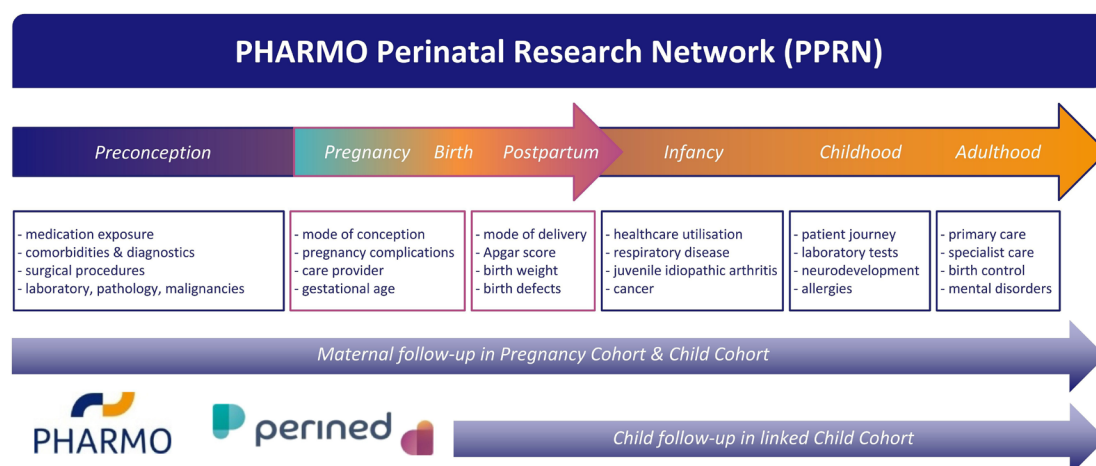 PHARMO Perinatal Research Network (PPRN)
Preconception
Pregnancy
Birth
Postpartum
Infancy
Childhood
Adulthood
- medication exposure
- comorbidities & diagnostics
- surgical procedures
- laboratory, pathology, malignancies
- mode of conception
- pregnancy complications
- care provider
- gestational age
- mode of delivery
- Apgar score
- birth weight
- birth defects
- healthcare utilisation
- respiratory disease
- juvenile idiopathic arthritis
- cancer
- patient journey
- laboratory tests
- neurodevelopment
- allergies
- primary care
- specialist care
- birth control
- mental disorders
Maternal follow-up in Pregnancy Cohort & Child Cohort
PHARMO
perined
Child follow-up in linked Child Cohort